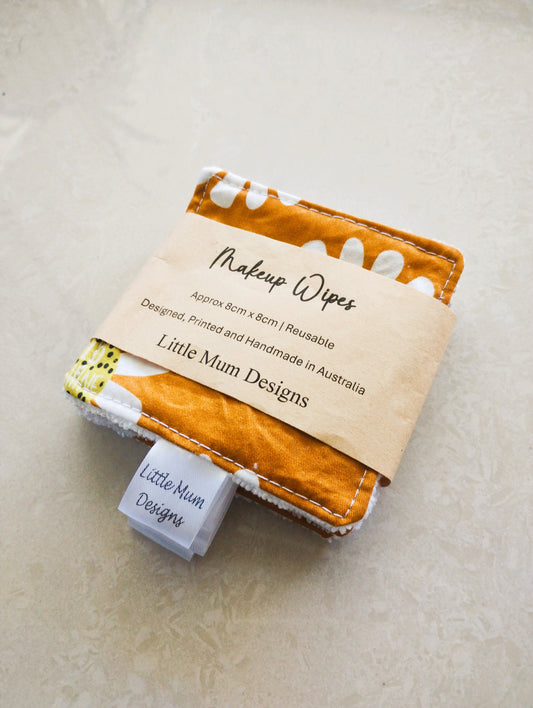 Makeup Wipes
Approx 8cm x 8cm | Reusable
Designed, Printed and Handmade in Australia
Little Mum Designs
Little Mum
Designs